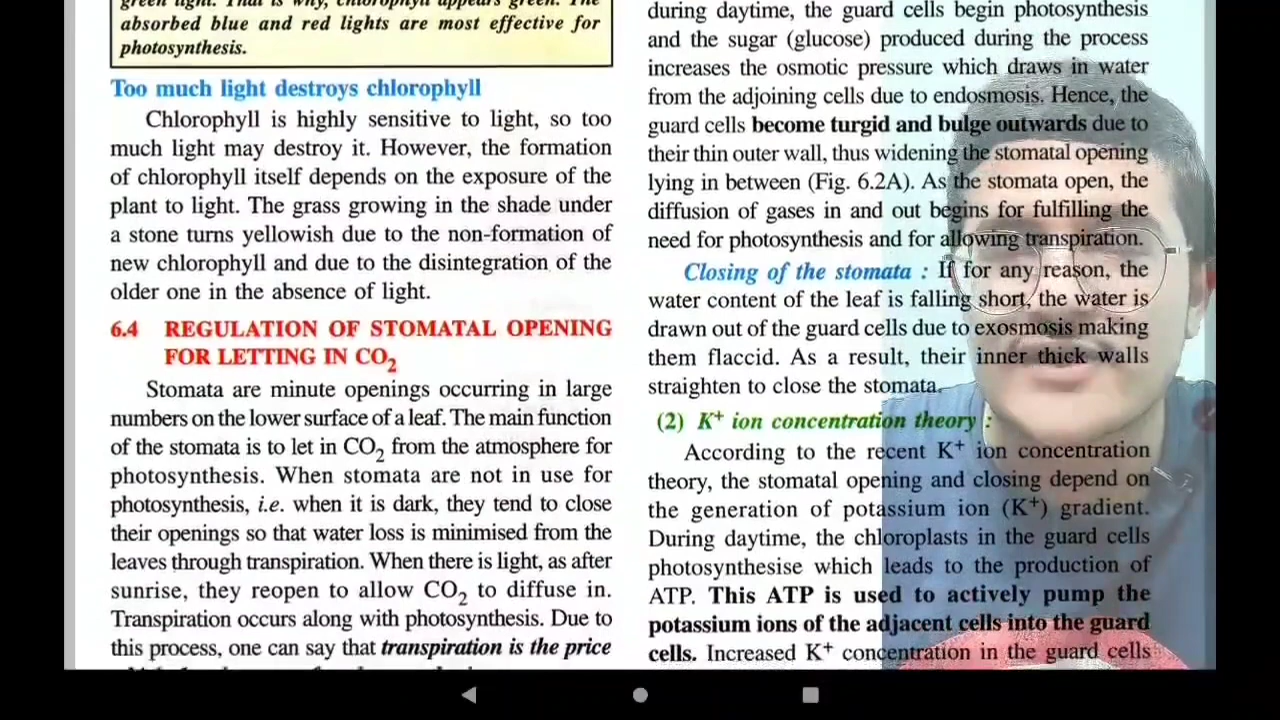 green light. That is why, chlorophyll appears green. The
absorbed blue and red lights are most effective for
photosynthesis.
Too much light destroys chlorophyll
Chlorophyll is highly sensitive to light, so too
much light may destroy it. However, the formation
of chlorophyll itself depends on the exposure of the
plant to light. The grass growing in the shade under
a stone turns yellowish due to the non-formation of
new chlorophyll and due to the disintegration of the
older one in the absence of light.
6.4 REGULATION OF STOMATAL OPENING
FOR LETTING IN CO₂
Stomata are minute openings occurring in large
numbers on the lower surface of a leaf. The main function
of the stomata is to let in CO₂ from the atmosphere for
photosynthesis. When stomata are not in use for
photosynthesis, i.e. when it is dark, they tend to close
their openings so that water loss is minimised from the
leaves through transpiration. When there is light, as after
sunrise, they reopen to allow CO₂ to diffuse in.
Transpiration occurs along with photosynthesis. Due to
this process, one can say that transpiration is the price
during daytime, the guard cells begin photosynthesis
and the sugar (glucose) produced during the process
increases the osmotic pressure which draws in water
from the adjoining cells due to endosmosis. Hence, the
guard cells become turgid and bulge outwards due to
their thin outer wall, thus widening the stomatal opening
lying in between (Fig. 6.2A). As the stomata open, the
diffusion of gases in and out begins for fulfilling the
need for photosynthesis and for allowing transpiration.
Closing of the stomata : If for any reason, the
water content of the leaf is falling short, the water is
drawn out of the guard cells due to exosmosis making
them flaccid. As a result, their inner thick walls
straighten to close the stomata.
(2) K⁺ ion concentration theory :
According to the recent K⁺ ion concentration
theory, the stomatal opening and closing depend on
the generation of potassium ion (K⁺) gradient.
During daytime, the chloroplasts in the guard cells
photosynthesise which leads to the production of
ATP. This ATP is used to actively pump the
potassium ions of the adjacent cells into the guard
cells. Increased K⁺ concentration in the guard cells